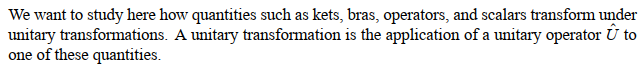 We want to study here how quantities such as kets, bras, operators, and scalars transform under
unitary transformations. A unitary transformation is the application of a unitary operator Û to
one of these quantities.